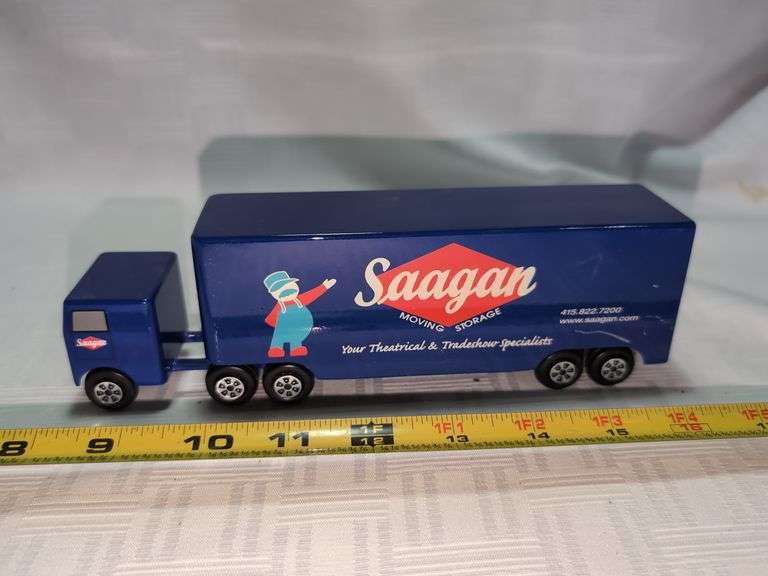 Saagan
MOVING STORAGE
Your Theatrical & Tradeshow Specialists
415.822.7200
www.saagan.com
Saagan
8 9 10 11 1F 1F1 1F2 1F3 1F4 1F5
12 13 14 15 16